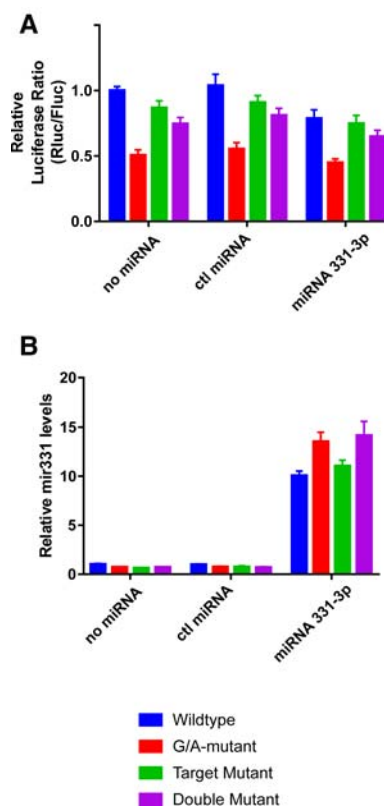 A
Relative
Luciferase Ratio
(Rluc/Fluc)
1.0
0.5
0.0
no miRNA
ctl miRNA
miRNA 331-3p
B
Relative mir331 levels
20
15
10
5
0
no miRNA
ctl miRNA
miRNA 331-3p
Wildtype
G/A-mutant
Target Mutant
Double Mutant